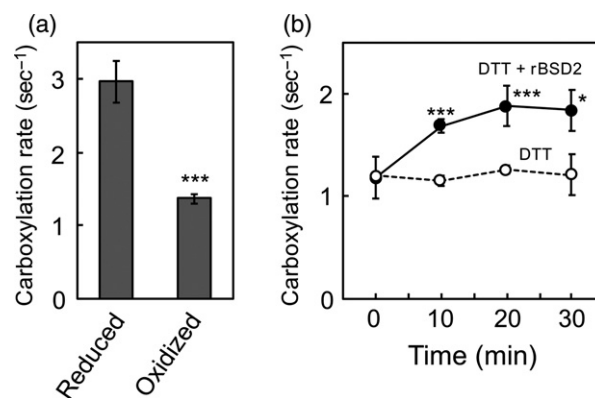 (a)
Carboxylation rate (sec⁻¹)
3
2
1
0
***
Reduced
Oxidized
(b)
Carboxylation rate (sec⁻¹)
2
1
0
DTT + rBSD2
***
***
*
DTT
0 10 20 30
Time (min)